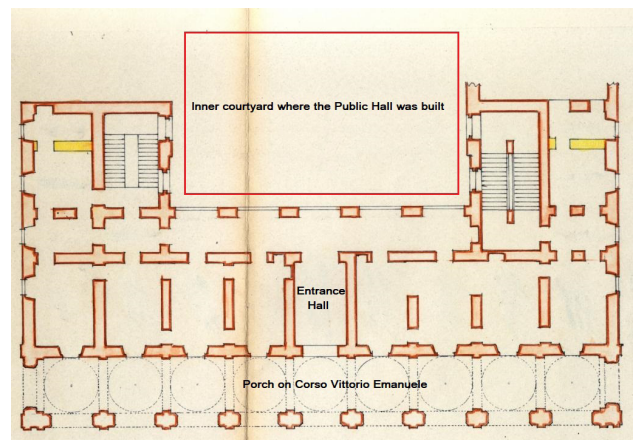 Inner courtyard where the Public Hall was built
Entrance
Hall
Porch on Corso Vittorio Emanuele